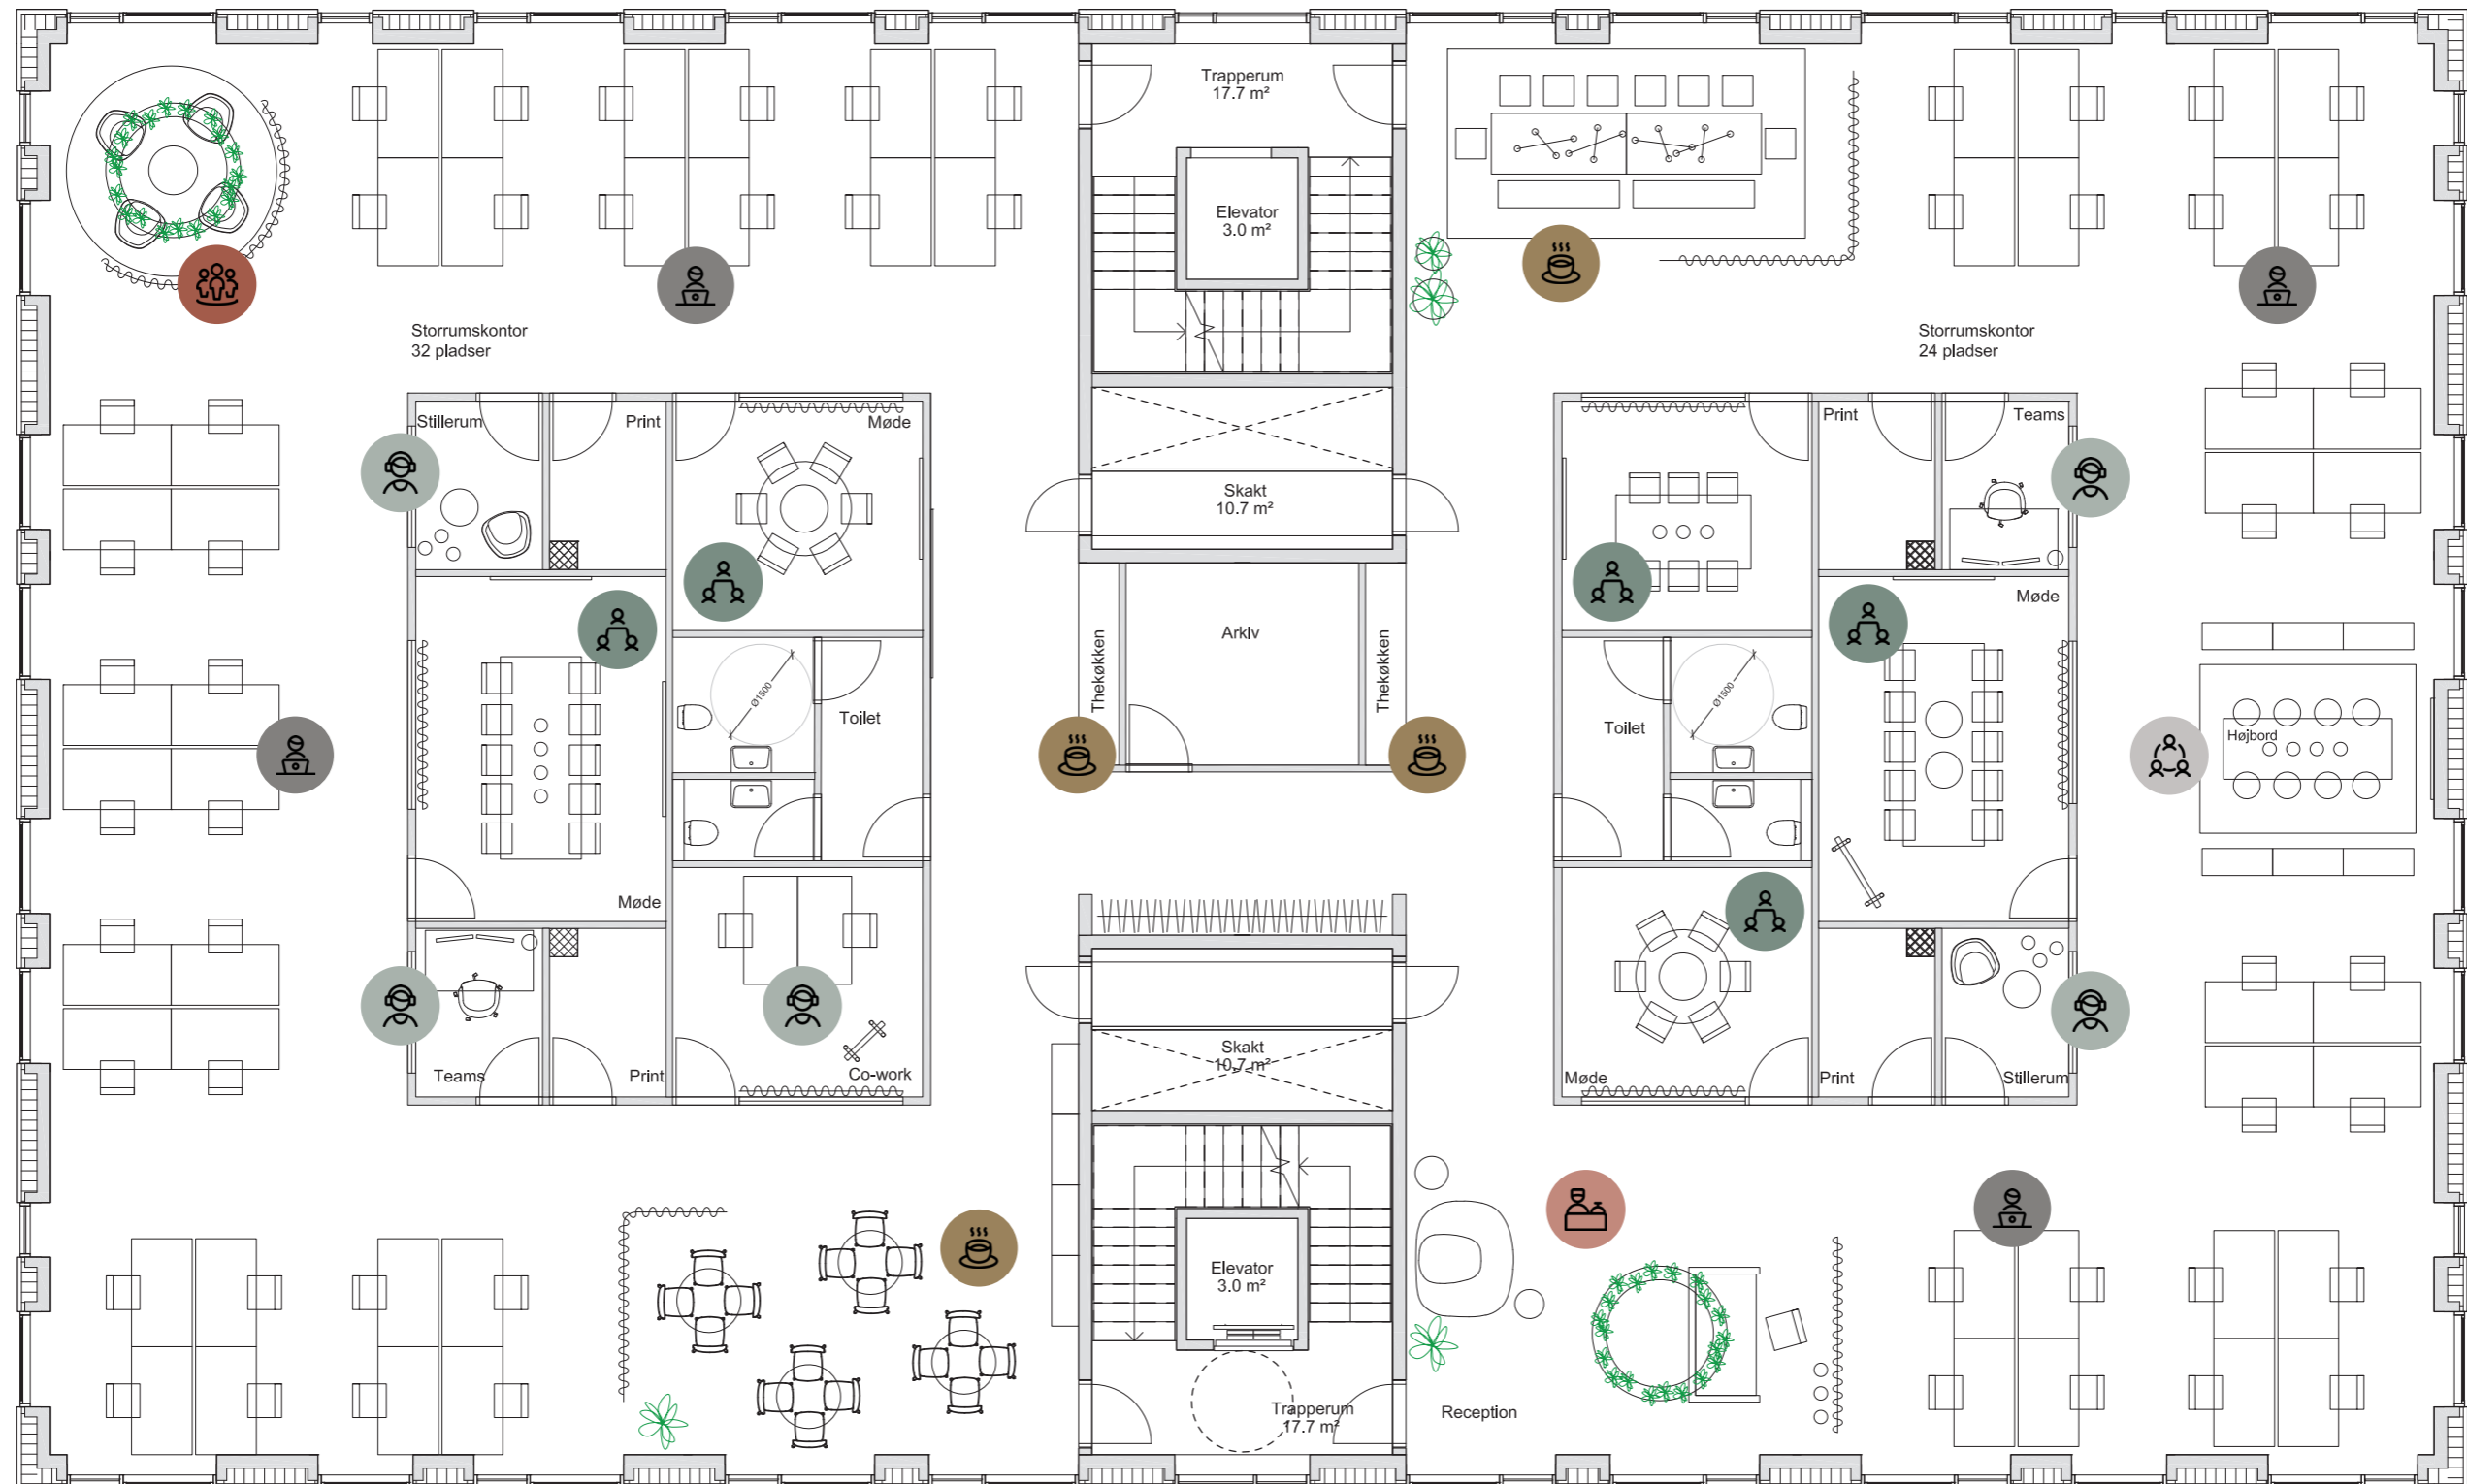 Trapperum
17.7 m²
Elevator
3.0 m²
Storrumskontor
32 pladser
Storrumskontor
24 pladser
Stillerum
Print
Møde
Print
Teams
Skakt
10.7 m²
Møde
Arkiv
Thekøkken
Thekøkken
Ø1500
Ø1500
Toilet
Toilet
Højbord
Møde
Teams
Print
Co-work
Skakt
10.7 m²
Møde
Print
Stillerum
Elevator
3.0 m²
Trapperum
17.7 m²
Reception